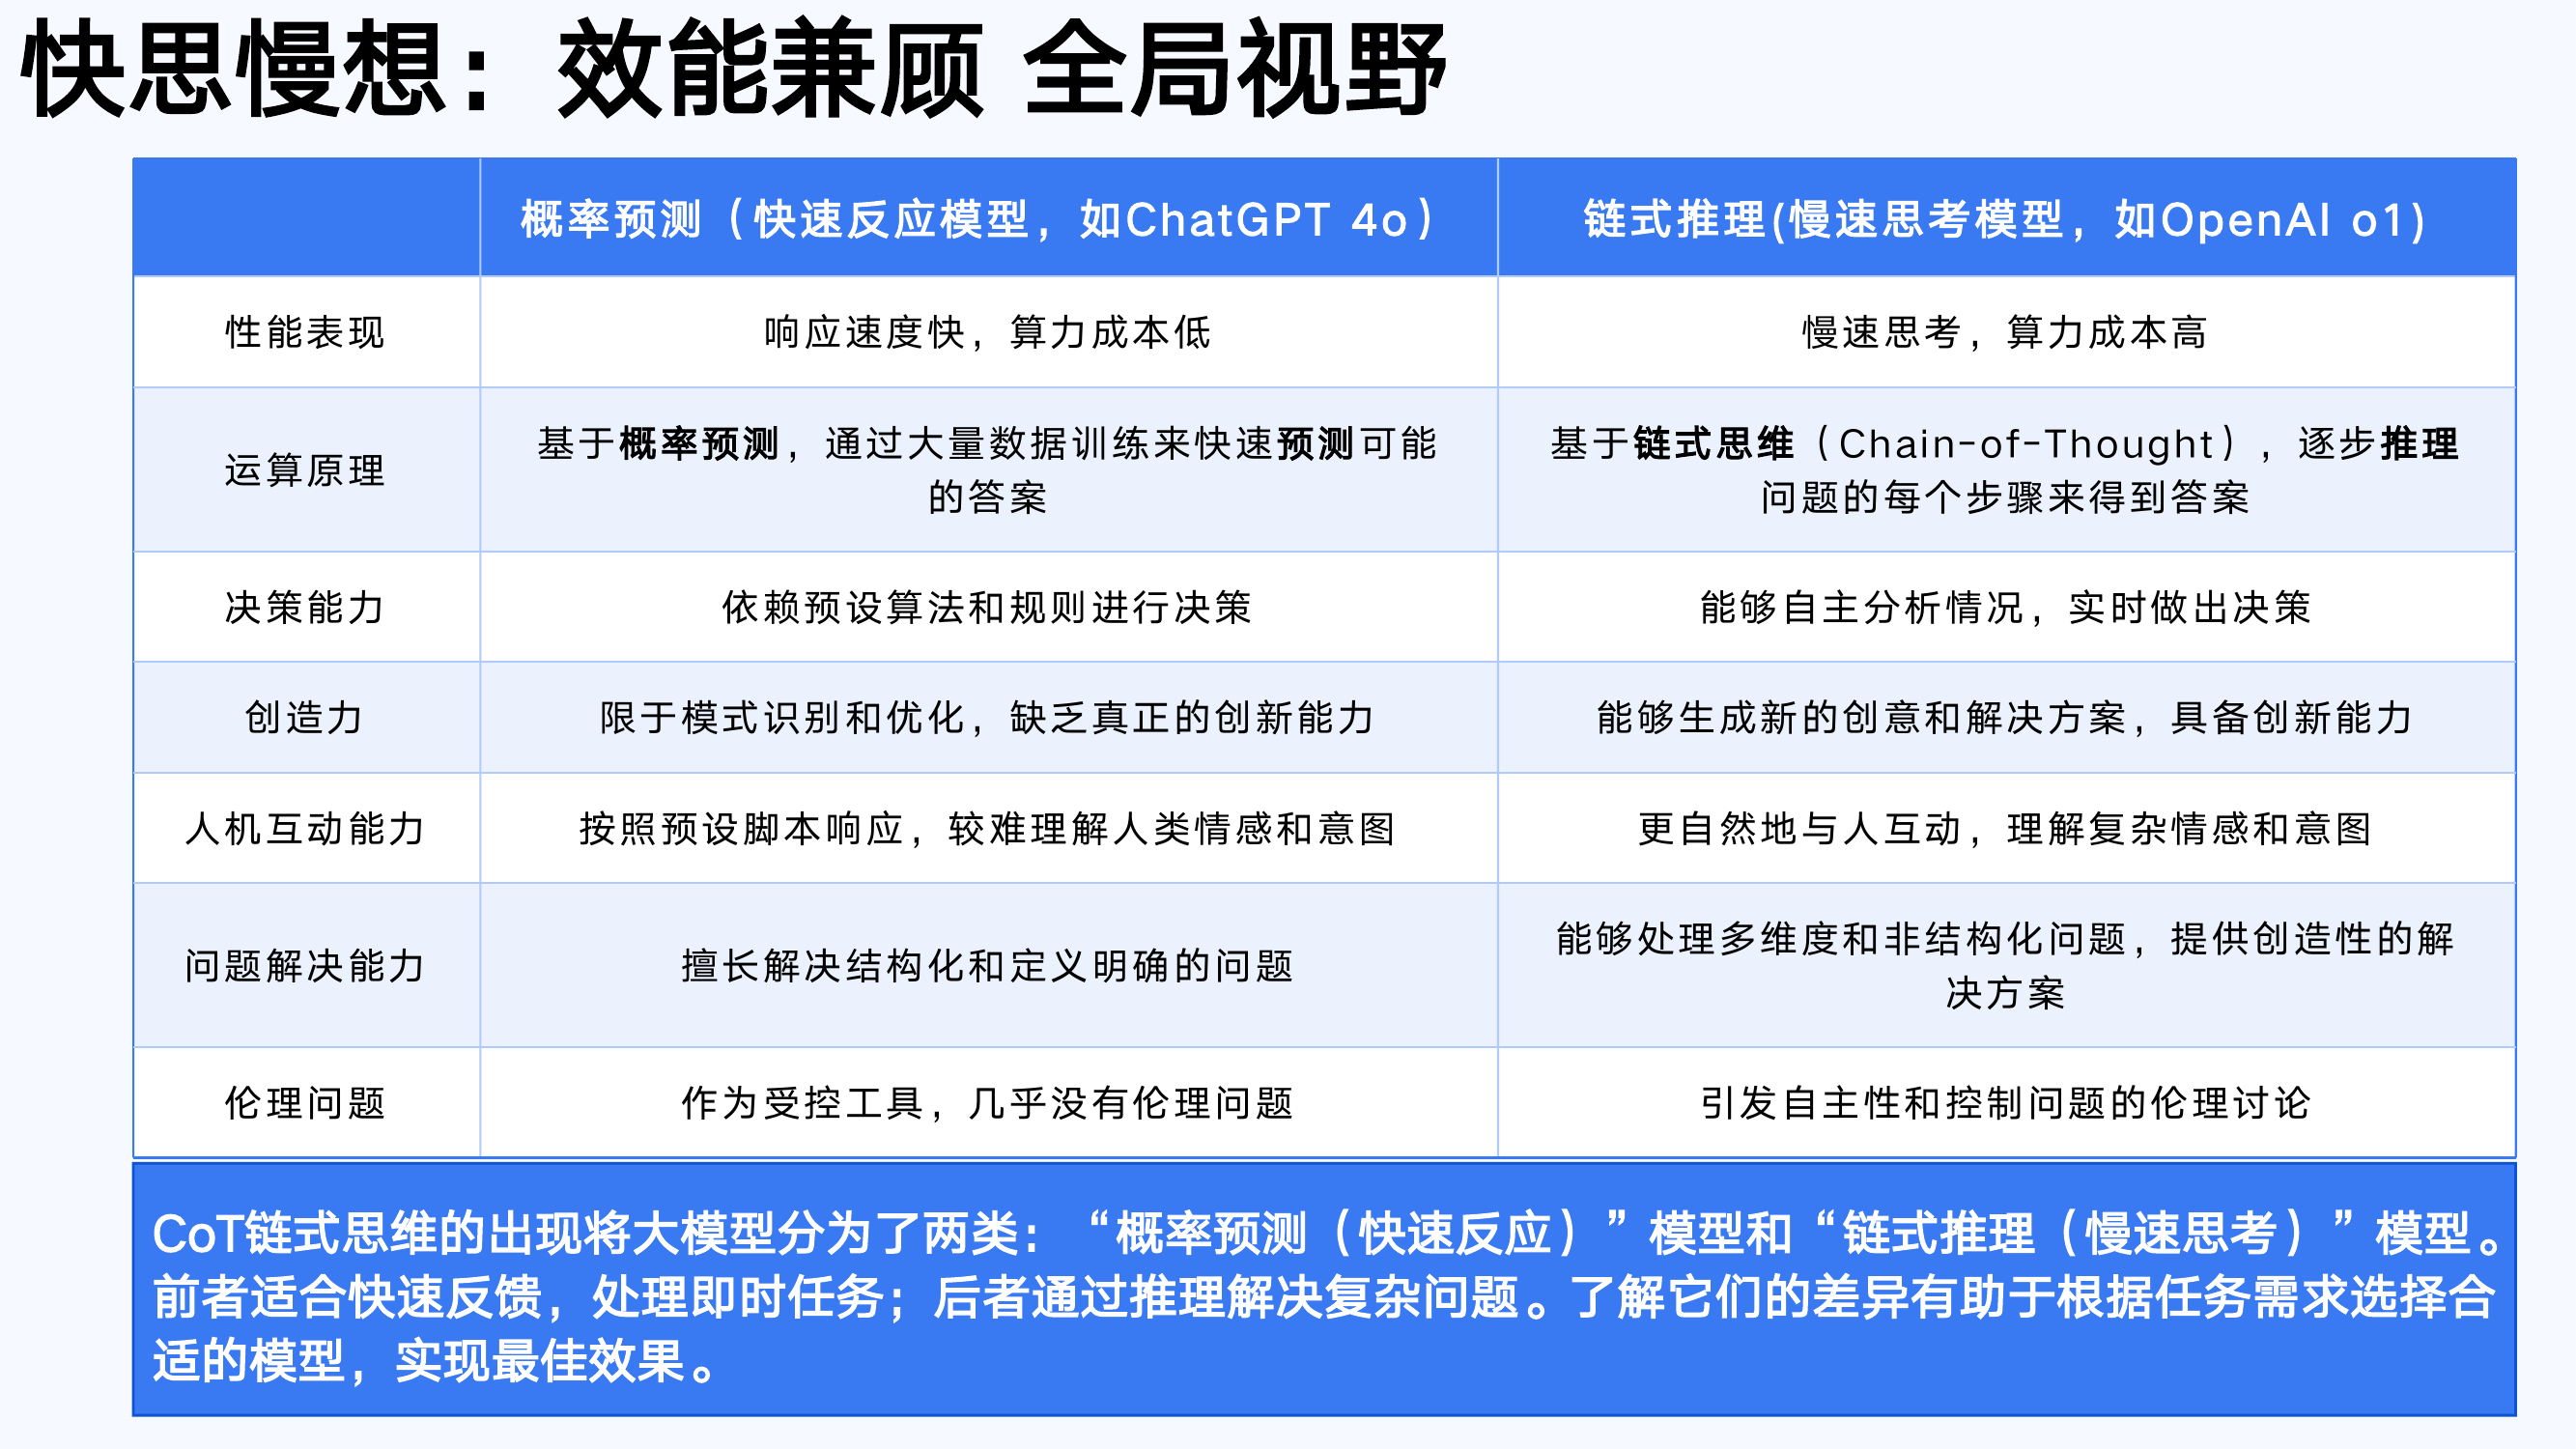 快思慢想：效能兼顾 全局视野
概率预测（快速反应模型，如ChatGPT 4o）
链式推理(慢速思考模型，如OpenAI o1)
性能表现
响应速度快，算力成本低
慢速思考，算力成本高
运算原理
基于概率预测，通过大量数据训练来快速预测可能
的答案
基于链式思维（Chain-of-Thought），逐步推理
问题的每个步骤来得到答案
决策能力
依赖预设算法和规则进行决策
能够自主分析情况，实时做出决策
创造力
限于模式识别和优化，缺乏真正的创新能力
能够生成新的创意和解决方案，具备创新能力
人机互动能力
按照预设脚本响应，较难理解人类情感和意图
更自然地与人互动，理解复杂情感和意图
问题解决能力
擅长解决结构化和定义明确的问题
能够处理多维度和非结构化问题，提供创造性的解
决方案
伦理问题
作为受控工具，几乎没有伦理问题
引发自主性和控制问题的伦理讨论
CoT链式思维的出现将大模型分为了两类：“概率预测（快速反应）”模型和“链式推理（慢速思考）”模型。
前者适合快速反馈，处理即时任务；后者通过推理解决复杂问题。了解它们的差异有助于根据任务需求选择合
适的模型，实现最佳效果。